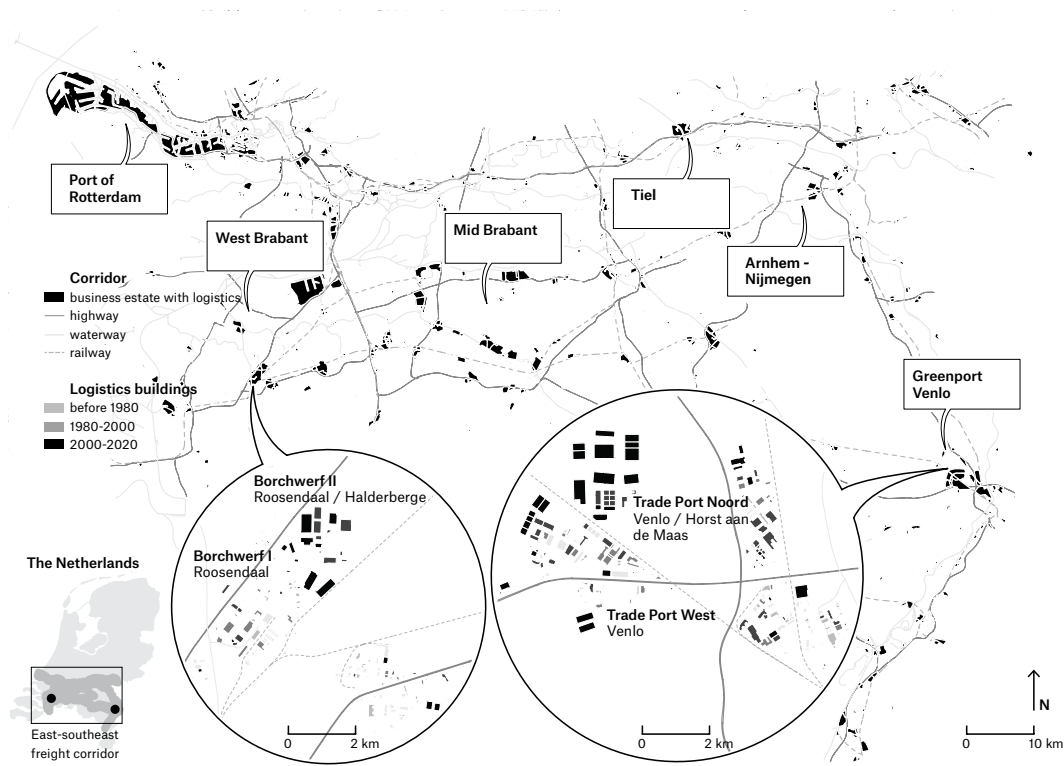 Port of
Rotterdam
West Brabant
Mid Brabant
Tiel
Arnhem -
Nijmegen
Greenport
Venlo
Corridor
business estate with logistics
highway
waterway
railway
Logistics buildings
before 1980
1980-2000
2000-2020
Borchwerf II
Roosendaal / Halderberge
Borchwerf I
Roosendaal
0 2 km
Trade Port Noord
Venlo / Horst aan
de Maas
Trade Port West
Venlo
0 2 km
The Netherlands
East-southeast
freight corridor
N
0 10 km